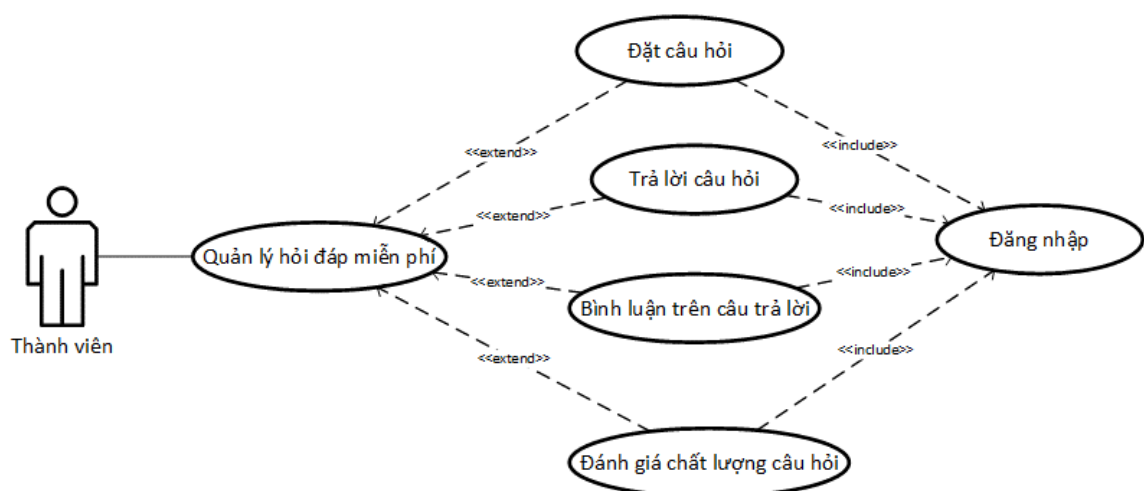 Đặt câu hỏi
<<extend>>
<<include>>
Trả lời câu hỏi
<<extend>>
<<include>>
Quản lý hỏi đáp miễn phí
Đăng nhập
<<extend>>
<<include>>
Bình luận trên câu trả lời
Thành viên
<<extend>>
<<include>>
Đánh giá chất lượng câu hỏi